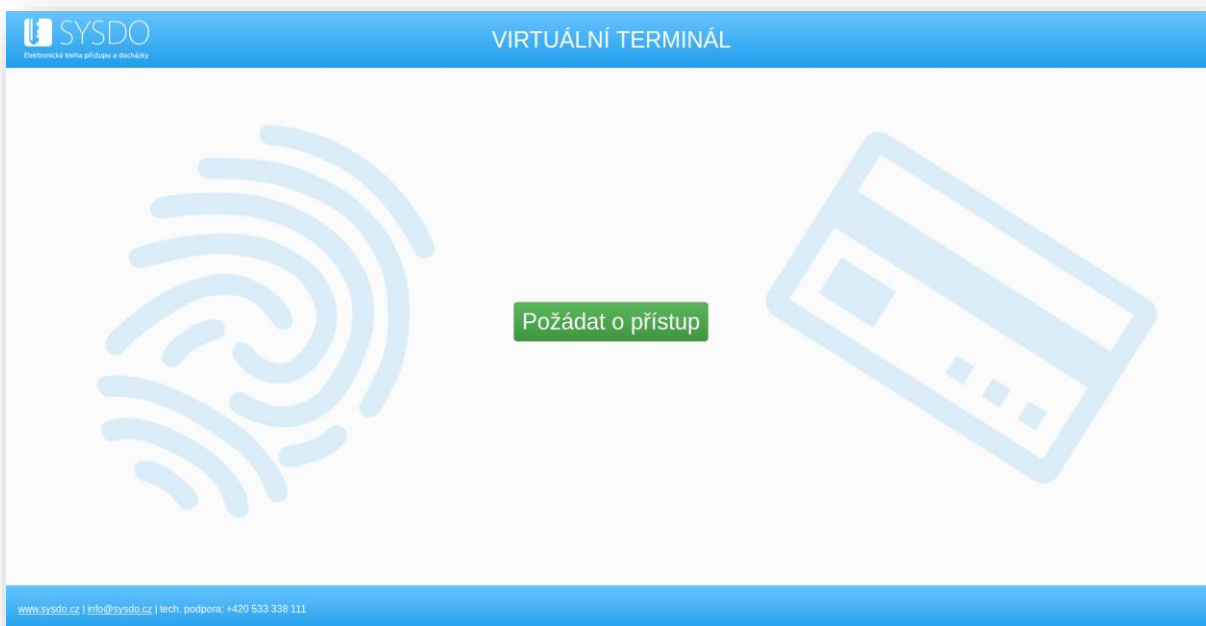 SYSDO
Elektronická kniha přístupu a docházky
VIRTUÁLNÍ TERMINÁL
Požádat o přístup
www.sysdo.cz | info@sysdo.cz | tech. podpora: +420 533 338 111